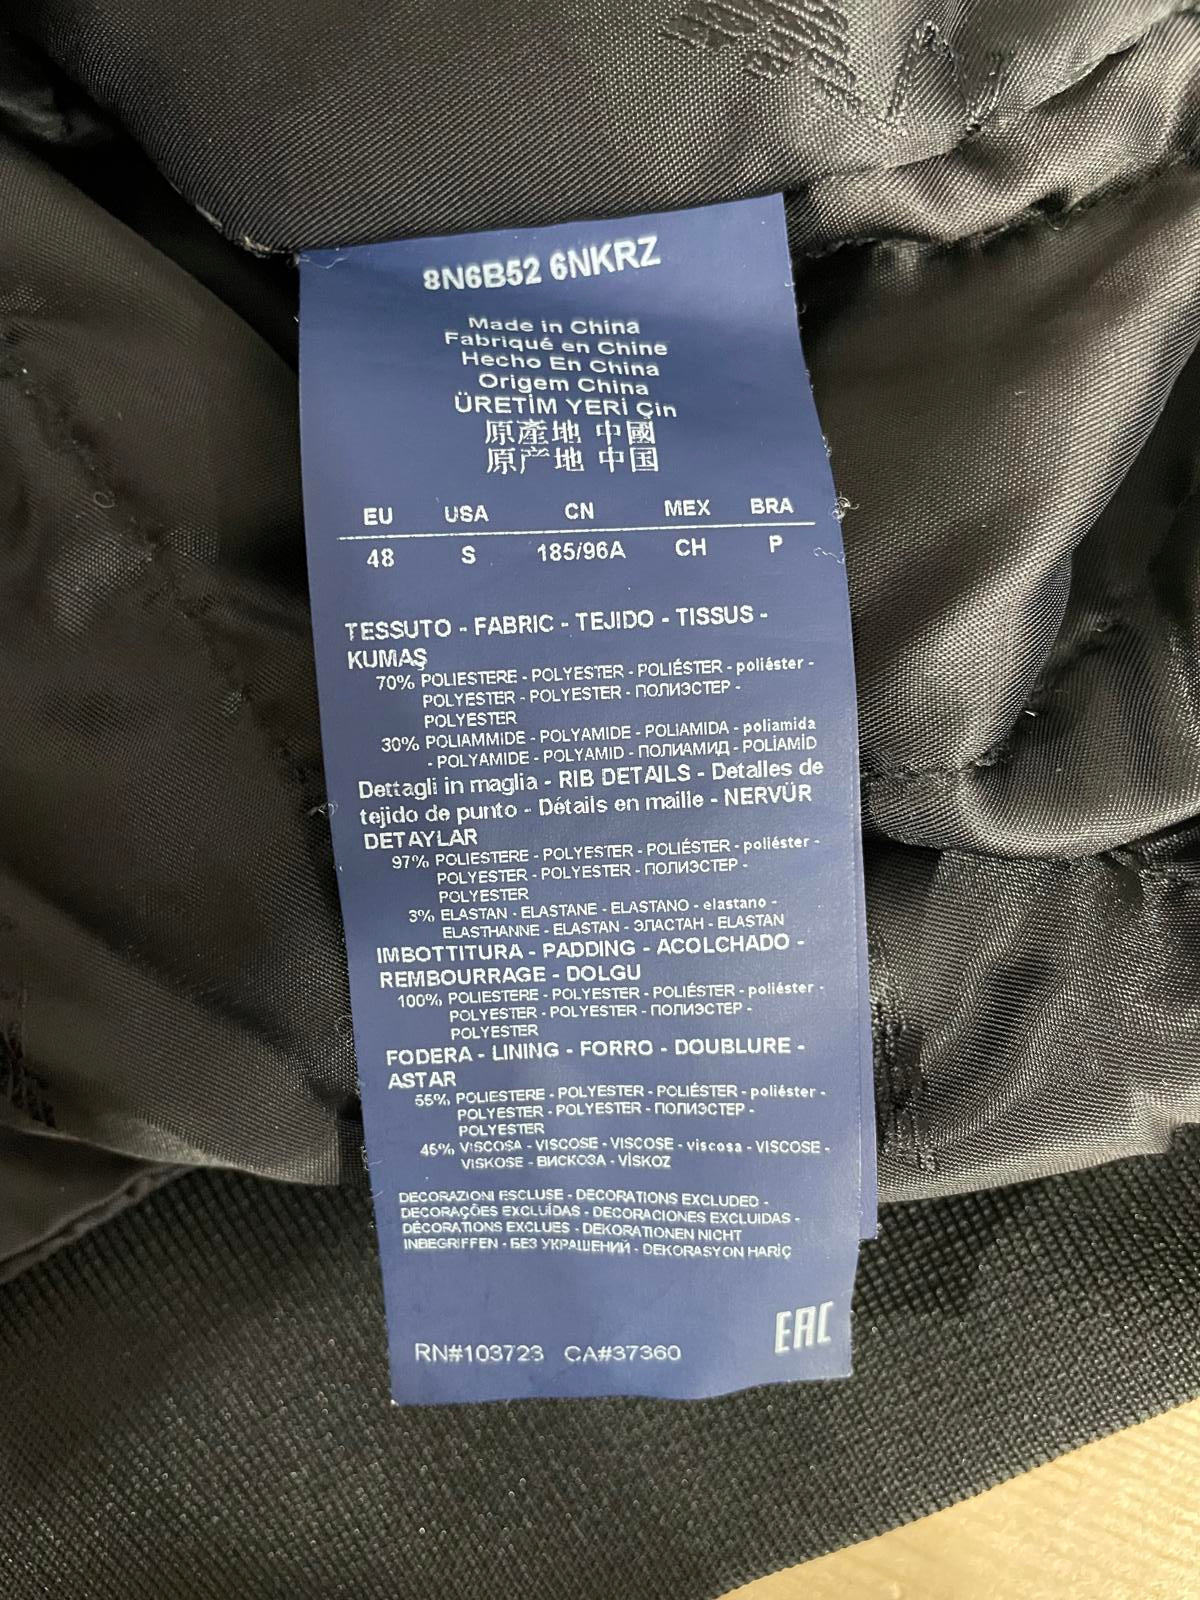 8N6B52 6NKRZ
Made in China
Fabriqué en Chine
Hecho En China
Origem China
ÜRETİM YERİ Çin
原產地 中國
原产地 中国
EU USA CN MEX BRA
48 S 185/96A CH P
TESSUTO - FABRIC - TEJIDO - TISSUS -
KUMAŞ
70% POLIESTERE - POLYESTER - POLIÉSTER - poliéster -
POLYESTER - POLYESTER - ПОЛИЭСТЕР -
POLYESTER
30% POLIAMMIDE - POLYAMIDE - POLIAMIDA - poliamida
- POLYAMIDE - POLYAMID - ПОЛИАМИД - POLİAMİD
Dettagli in maglia - RIB DETAILS - Detalles de
tejido de punto - Détails en maille - NERVÜR
DETAYLAR
97% POLIESTERE - POLYESTER - POLIÉSTER - poliéster -
POLYESTER - POLYESTER - ПОЛИЭСТЕР -
POLYESTER
3% ELASTAN - ELASTANE - ELASTANO - elastano -
ELASTHANNE - ELASTAN - ЭЛАСТАН - ELASTAN
IMBOTTITURA - PADDING - ACOLCHADO -
REMBOURRAGE - DOLGU
100% POLIESTERE - POLYESTER - POLIÉSTER - poliéster -
POLYESTER - POLYESTER - ПОЛИЭСТЕР -
POLYESTER
FODERA - LINING - FORRO - DOUBLURE -
ASTAR
55% POLIESTERE - POLYESTER - POLIÉSTER - poliéster -
POLYESTER - POLYESTER - ПОЛИЭСТЕР -
POLYESTER
45% VISCOSA - VISCOSE - VISCOSE - viscosa - VISCOSE -
VISKOSE - ВИСКОЗА - VİSKOZ
DECORAZIONI ESCLUSE - DECORATIONS EXCLUDED -
DECORAÇÕES EXCLUÍDAS - DECORACIONES EXCLUIDAS -
DÉCORATIONS EXCLUES - DEKORATIONEN NICHT
INBEGRIFFEN - БЕЗ УКРАШЕНИЙ - DEKORASYON HARİÇ
EAC
RN#103723 CA#37360